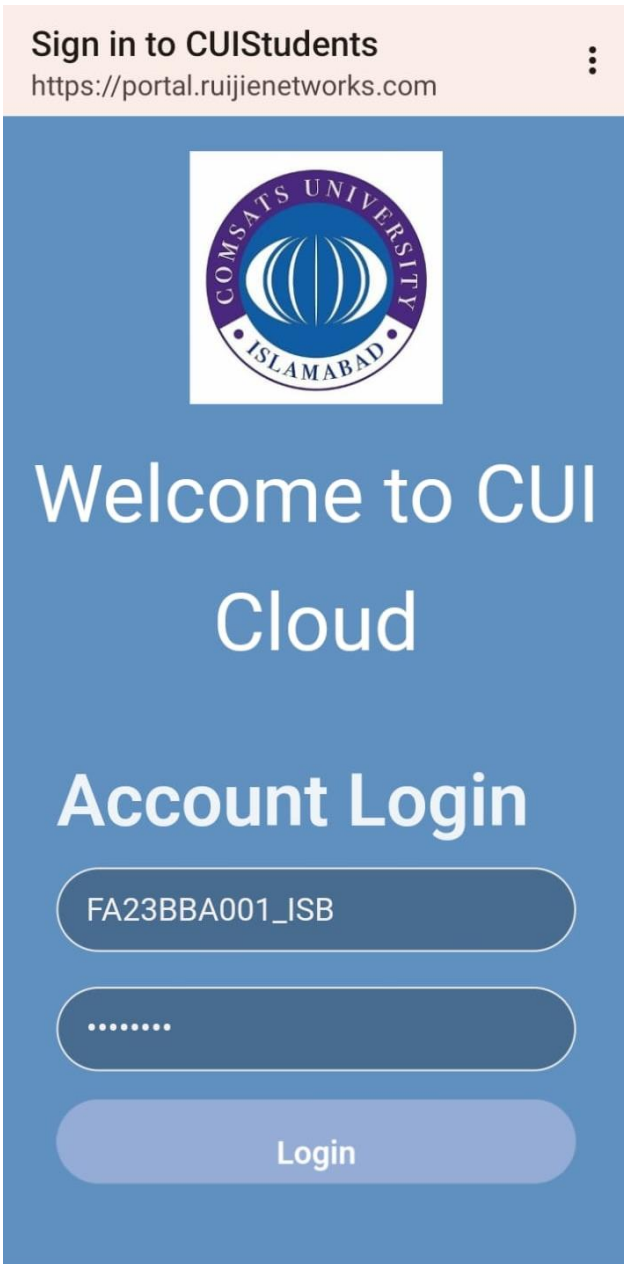 Sign in to CUIStudents
https://portal.ruijienetworks.com
COMSATS UNIVERSITY
ISLAMABAD
Welcome to CUI
Cloud
Account Login
FA23BBA001_ISB
••••••••
Login